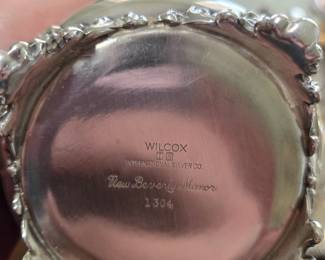 WILCOX
INTERNATIONAL SILVER CO.
New Beverly Manor
1304